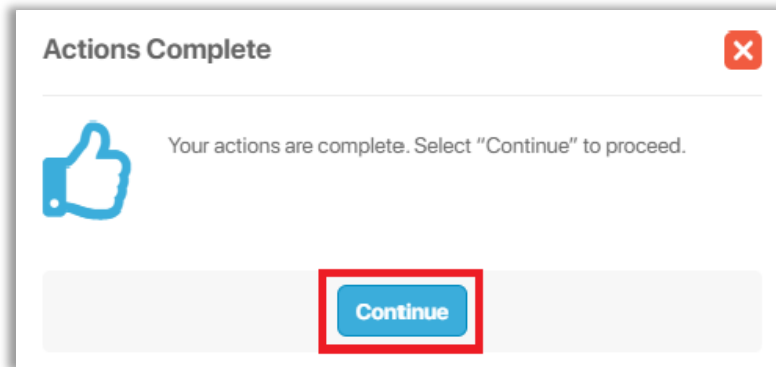 Actions Complete
Your actions are complete. Select “Continue” to proceed.
Continue